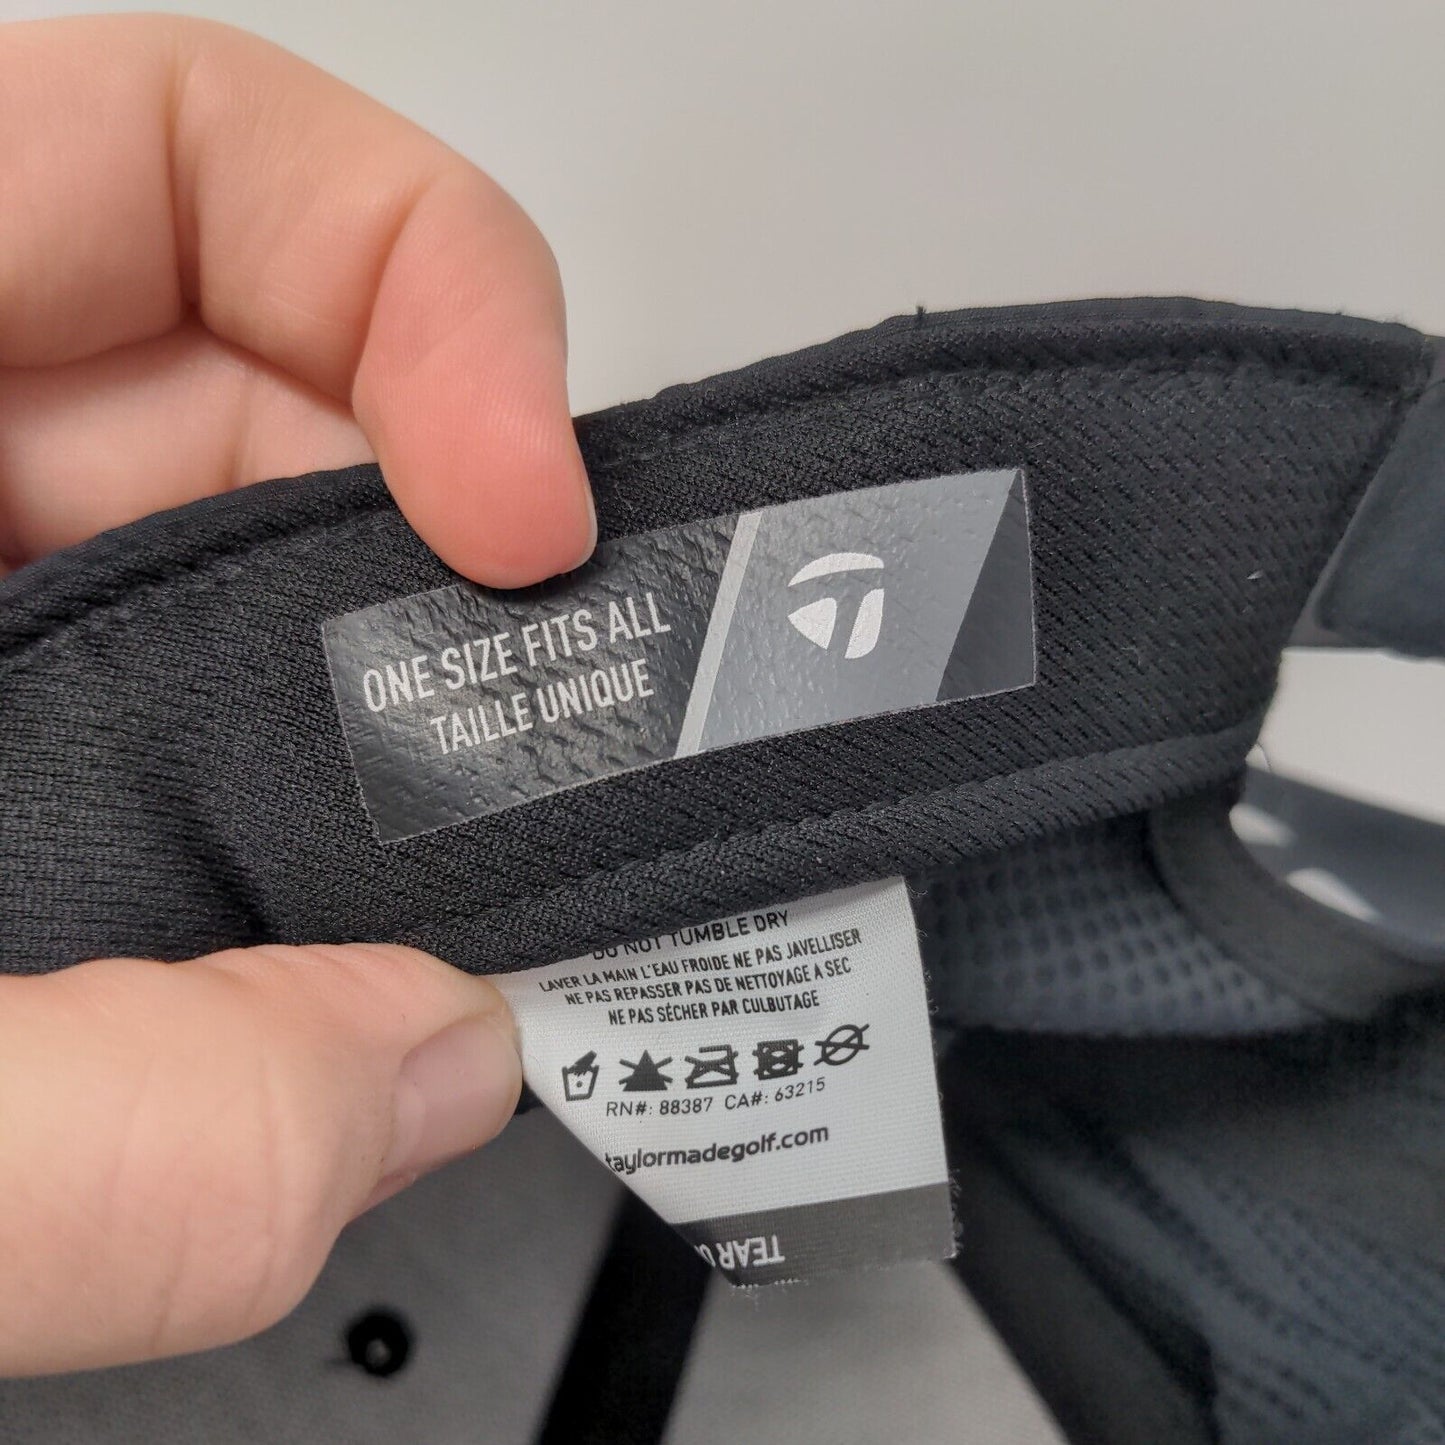 ONE SIZE FITS ALL
TAILLE UNIQUE
DO NOT TUMBLE DRY
LAVER LA MAIN L'EAU FROIDE NE PAS JAVELLISER
NE PAS REPASSER PAS DE NETTOYAGE A SEC
NE PAS SÉCHER PAR CULBUTAGE
RN#: 88387 CA#: 63215
taylormadegolf.com
TEAR